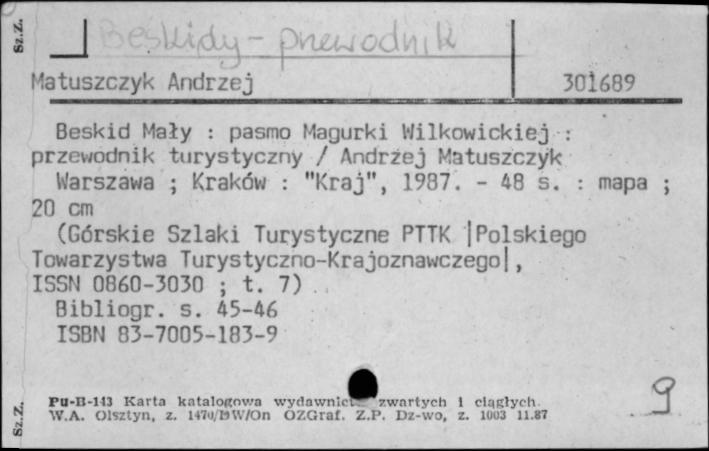 Sz.Z.
Beskidy - przewodnik
Matuszczyk Andrzej 301689
Beskid Mały : pasmo Magurki Wilkowickiej :
przewodnik turystyczny / Andrzej Matuszczyk
Warszawa ; Kraków : "Kraj", 1987. - 48 s. : mapa ;
20 cm
(Górskie Szlaki Turystyczne PTTK |Polskiego
Towarzystwa Turystyczno-Krajoznawczego|,
ISSN 0860-3030 ; t. 7)
Bibliogr. s. 45-46
ISBN 83-7005-183-9
Pu-B-143 Karta katalogowa zwartych i ciągłych.
W.A. Olsztyn, z. 1470/DW/On OZGraf. Z.P. Dz-wo, z. 1003 11.87
9
Sz.Z.